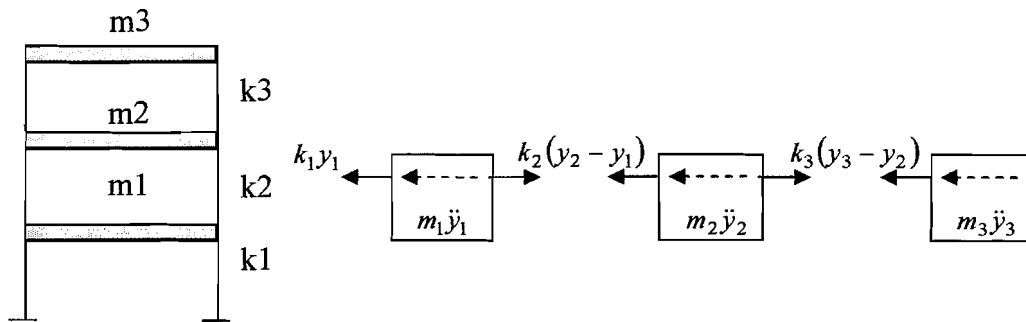 m3
k3
m2
k2
m1
k1
k₁y₁
k₂(y₂ − y₁)
k₃(y₃ − y₂)
m₁ÿ₁
m₂ÿ₂
m₃ÿ₃